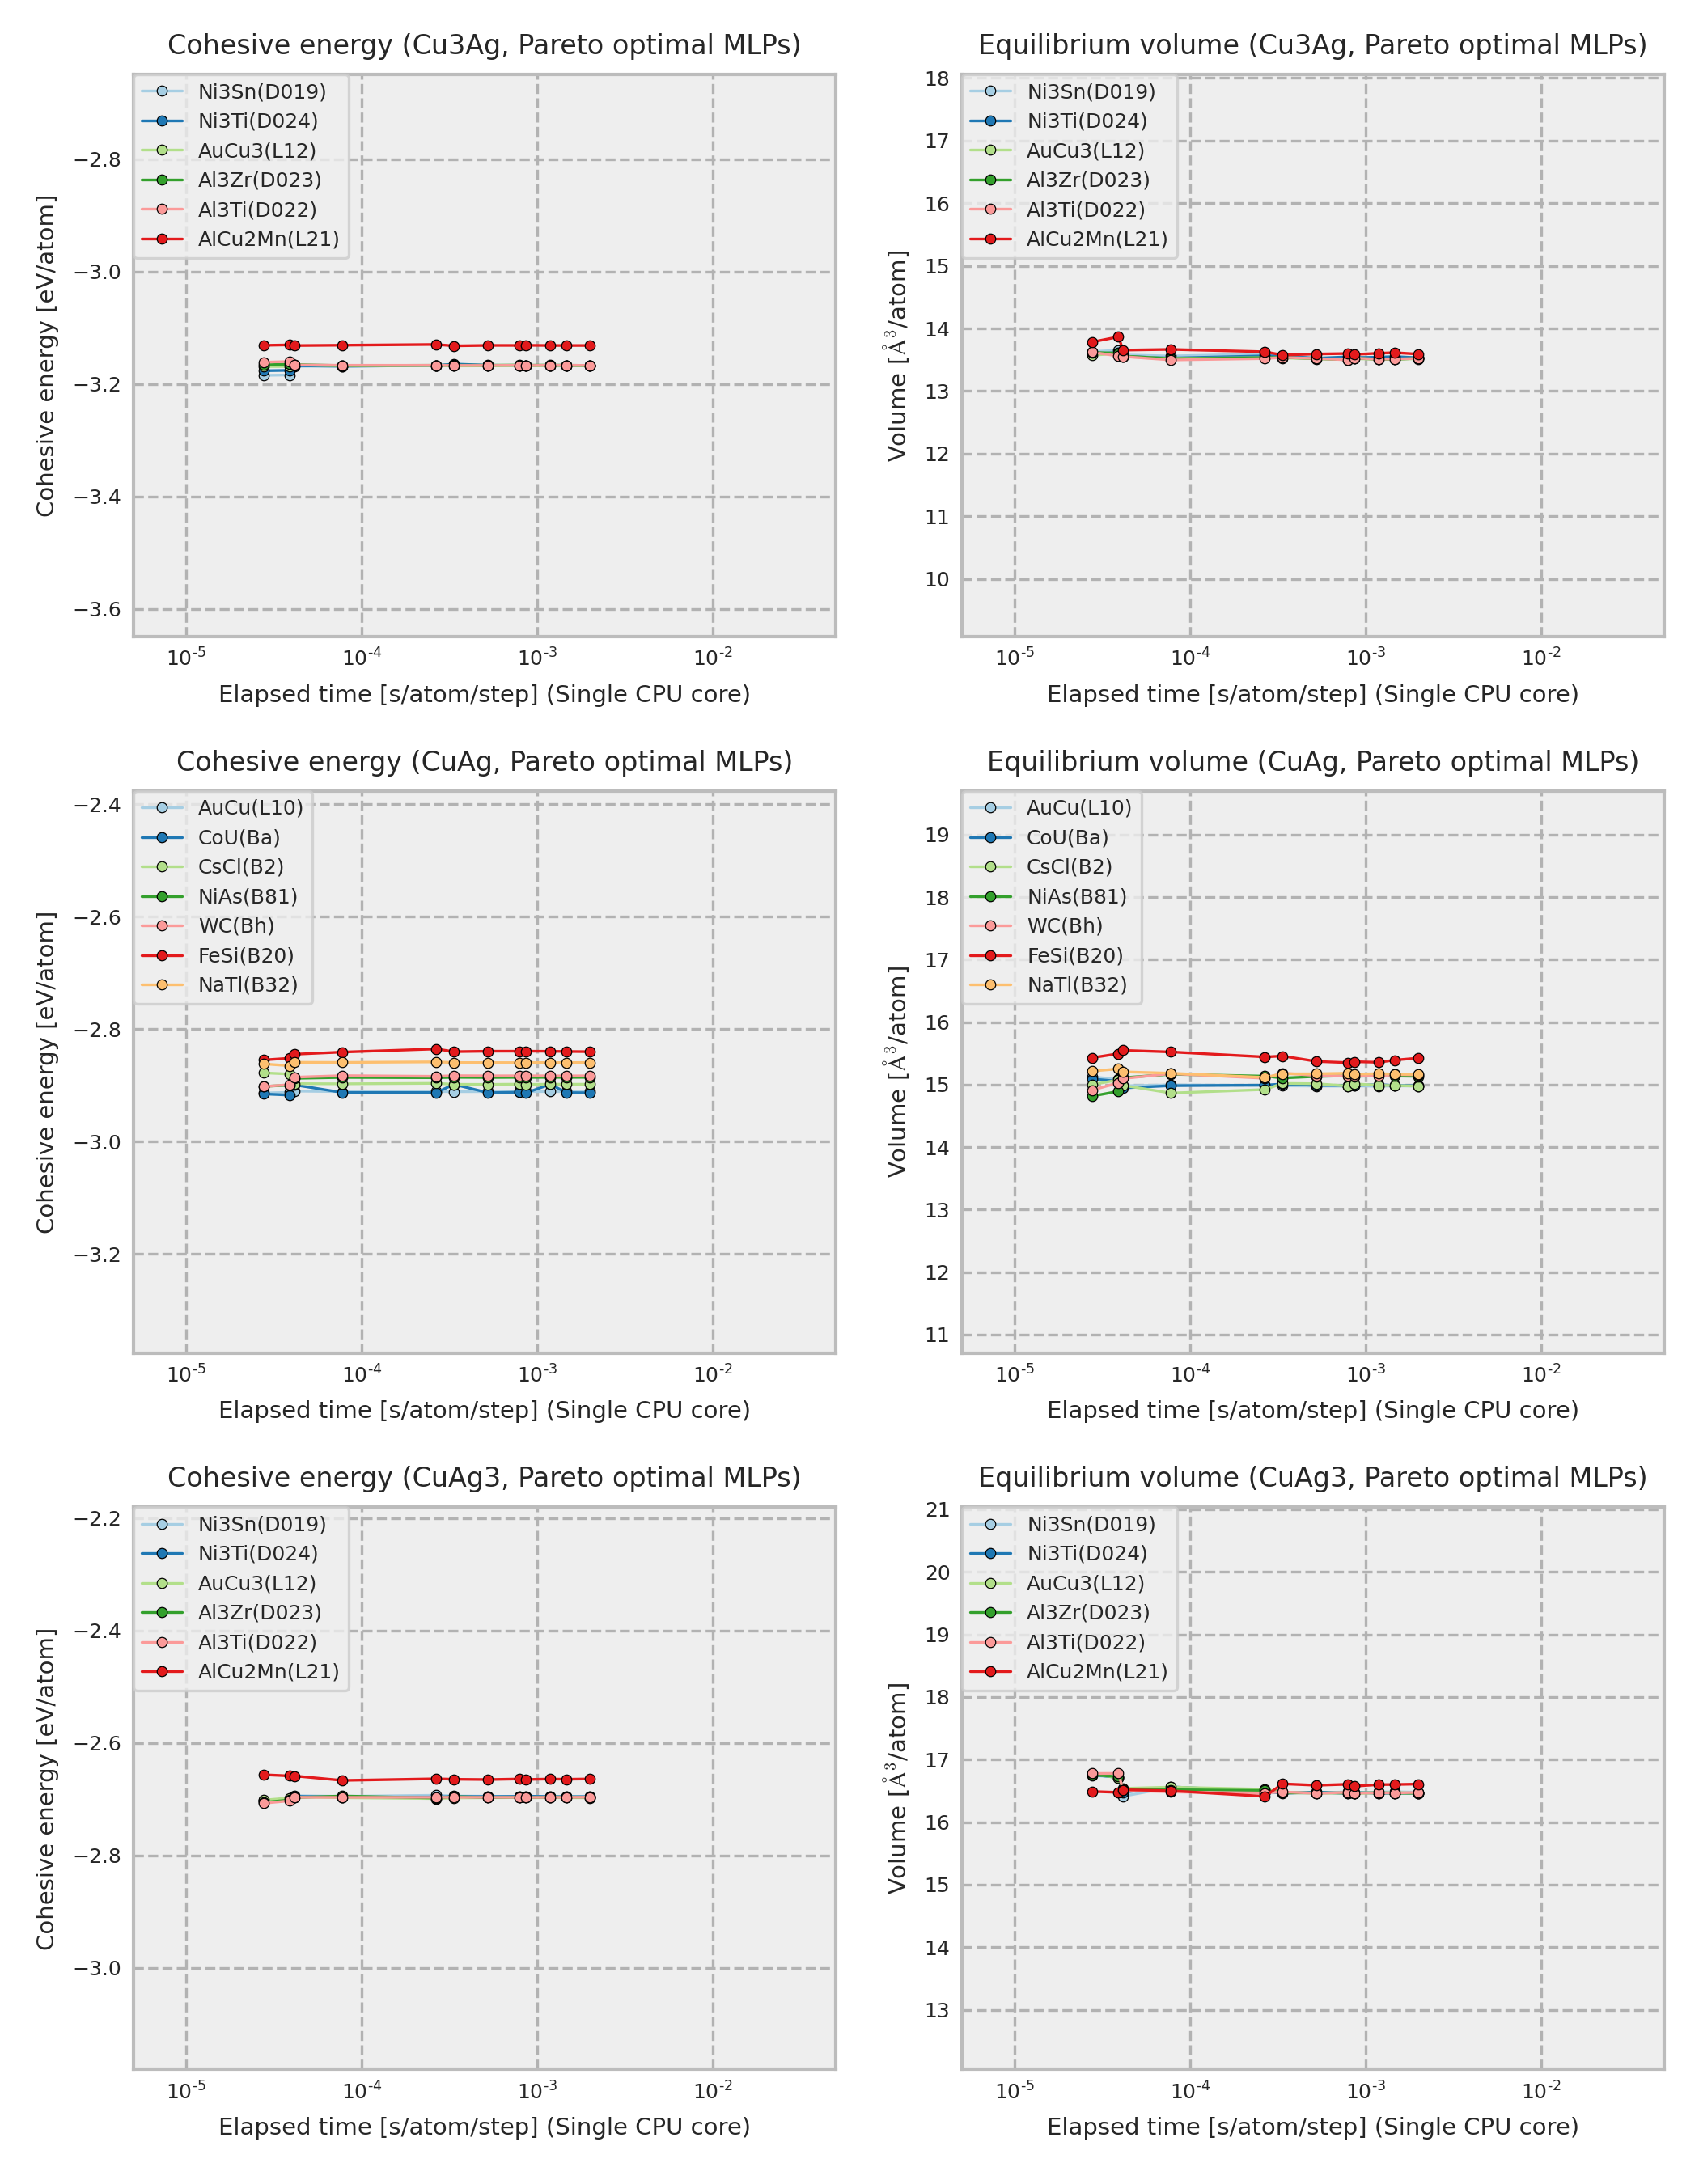 Cohesive energy (Cu3Ag, Pareto optimal MLPs)
Ni3Sn(D019)
Ni3Ti(D024)
AuCu3(L12)
Al3Zr(D023)
Al3Ti(D022)
AlCu2Mn(L21)
−2.8
−3.0
−3.2
−3.4
−3.6
Cohesive energy [eV/atom]
10-5 10-4 10-3 10-2
Elapsed time [s/atom/step] (Single CPU core)
Equilibrium volume (Cu3Ag, Pareto optimal MLPs)
Ni3Sn(D019)
Ni3Ti(D024)
AuCu3(L12)
Al3Zr(D023)
Al3Ti(D022)
AlCu2Mn(L21)
18
17
16
15
14
13
12
11
10
Volume [Å3/atom]
10-5 10-4 10-3 10-2
Elapsed time [s/atom/step] (Single CPU core)
Cohesive energy (CuAg, Pareto optimal MLPs)
AuCu(L10)
CoU(Ba)
CsCl(B2)
NiAs(B81)
WC(Bh)
FeSi(B20)
NaTl(B32)
−2.4
−2.6
−2.8
−3.0
−3.2
Cohesive energy [eV/atom]
10-5 10-4 10-3 10-2
Elapsed time [s/atom/step] (Single CPU core)
Equilibrium volume (CuAg, Pareto optimal MLPs)
AuCu(L10)
CoU(Ba)
CsCl(B2)
NiAs(B81)
WC(Bh)
FeSi(B20)
NaTl(B32)
19
18
17
16
15
14
13
12
11
Volume [Å3/atom]
10-5 10-4 10-3 10-2
Elapsed time [s/atom/step] (Single CPU core)
Cohesive energy (CuAg3, Pareto optimal MLPs)
Ni3Sn(D019)
Ni3Ti(D024)
AuCu3(L12)
Al3Zr(D023)
Al3Ti(D022)
AlCu2Mn(L21)
−2.2
−2.4
−2.6
−2.8
−3.0
Cohesive energy [eV/atom]
10-5 10-4 10-3 10-2
Elapsed time [s/atom/step] (Single CPU core)
Equilibrium volume (CuAg3, Pareto optimal MLPs)
Ni3Sn(D019)
Ni3Ti(D024)
AuCu3(L12)
Al3Zr(D023)
Al3Ti(D022)
AlCu2Mn(L21)
21
20
19
18
17
16
15
14
13
Volume [Å3/atom]
10-5 10-4 10-3 10-2
Elapsed time [s/atom/step] (Single CPU core)